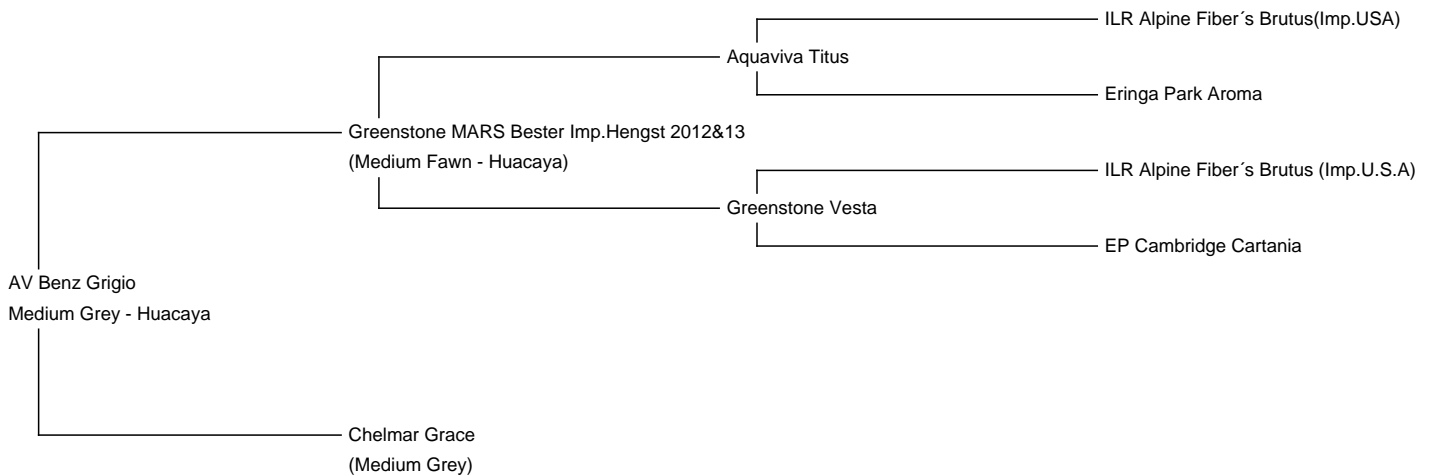 ILR Alpine Fiber´s Brutus(Imp.USA)
Aquaviva Titus
Eringa Park Aroma
Greenstone MARS Bester Imp.Hengst 2012&13
(Medium Fawn - Huacaya)
ILR Alpine Fiber´s Brutus (Imp.U.S.A)
Greenstone Vesta
EP Cambridge Cartania
AV Benz Grigio
Medium Grey - Huacaya
Chelmar Grace
(Medium Grey)